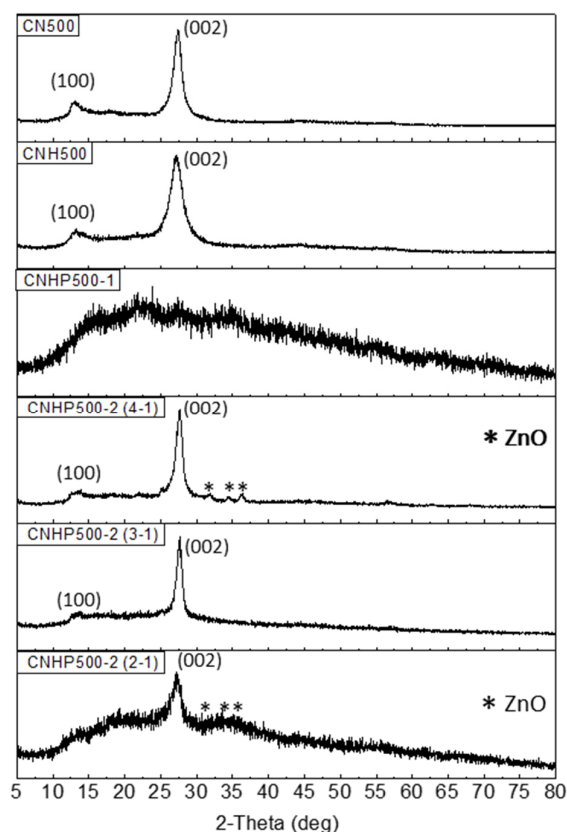 CN500
(002)
(100)
CNH500
(002)
(100)
CNHP500-1
CNHP500-2 (4-1)
(002)
(100)
* * *
* ZnO
CNHP500-2 (3-1)
(002)
(100)
CNHP500-2 (2-1)
(002)
* * *
* ZnO
5 10 15 20 25 30 35 40 45 50 55 60 65 70 75 80
2-Theta (deg)